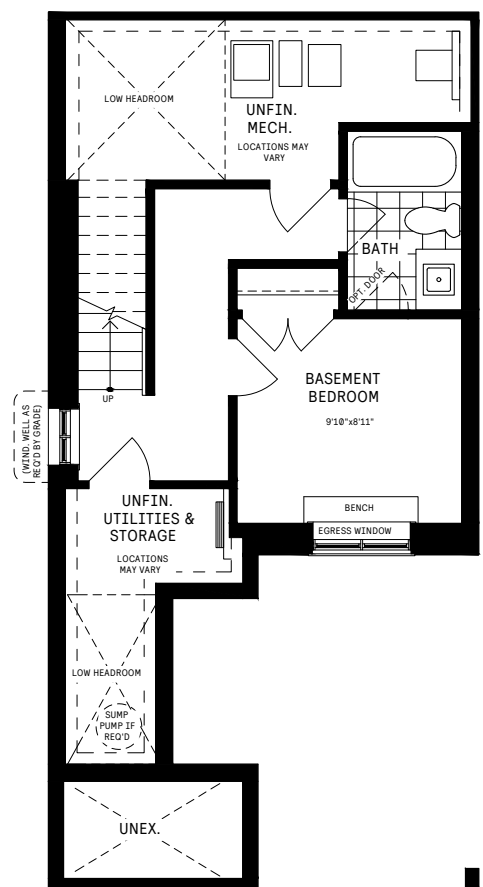 LOW HEADROOM
UNFIN.
MECH.
LOCATIONS MAY
VARY
BATH
OPT. DOOR
BASEMENT
BEDROOM
9'10"x8'11"
UP
(WIND. WELL AS
REQ'D BY GRADE)
BENCH
EGRESS WINDOW
UNFIN.
UTILITIES &
STORAGE
LOCATIONS
MAY VARY
LOW HEADROOM
SUMP
PUMP IF
REQ'D
UNEX.